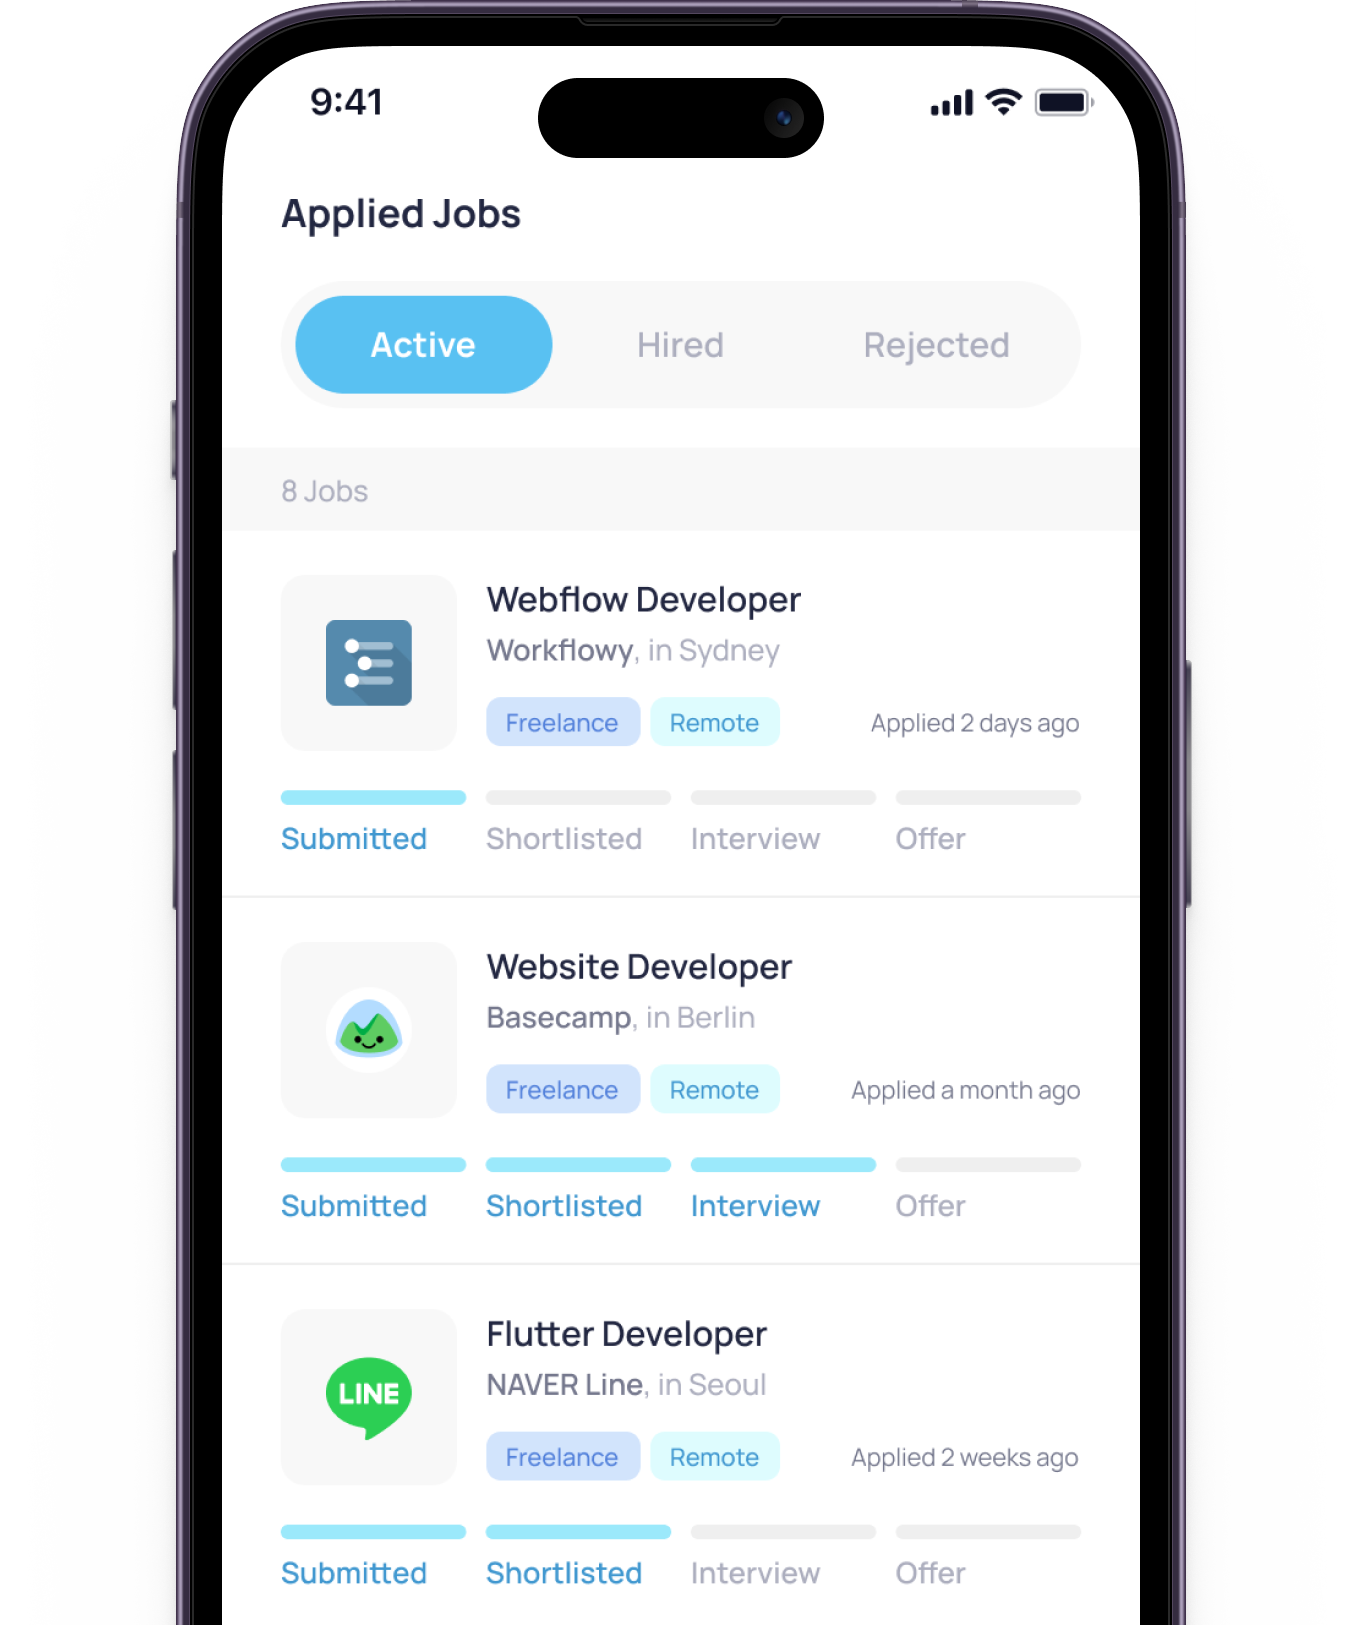 9:41
Applied Jobs
Active Hired Rejected
8 Jobs
Webflow Developer
Workflowy, in Sydney
Freelance Remote Applied 2 days ago
Submitted Shortlisted Interview Offer
Website Developer
Basecamp, in Berlin
Freelance Remote Applied a month ago
Submitted Shortlisted Interview Offer
Flutter Developer
LINE
NAVER Line, in Seoul
Freelance Remote Applied 2 weeks ago
Submitted Shortlisted Interview Offer